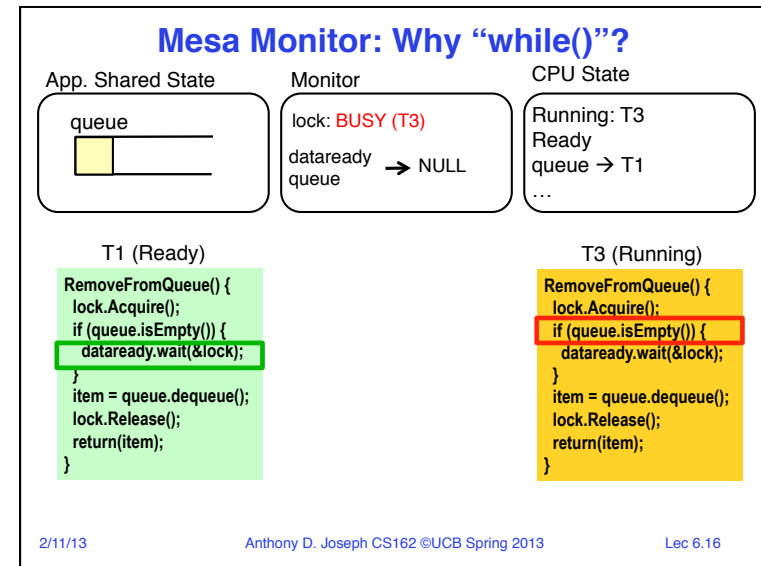 Mesa Monitor: Why “while()”?
App. Shared State
Monitor
CPU State
queue
lock: BUSY (T3)
dataready
queue
➔ NULL
Running: T3
Ready
queue → T1
…
T1 (Ready)
RemoveFromQueue() {
lock.Acquire();
if (queue.isEmpty()) {
dataready.wait(&lock);
}
item = queue.dequeue();
lock.Release();
return(item);
}
T3 (Running)
RemoveFromQueue() {
lock.Acquire();
if (queue.isEmpty()) {
dataready.wait(&lock);
}
item = queue.dequeue();
lock.Release();
return(item);
}
2/11/13
Anthony D. Joseph CS162 ©UCB Spring 2013
Lec 6.16